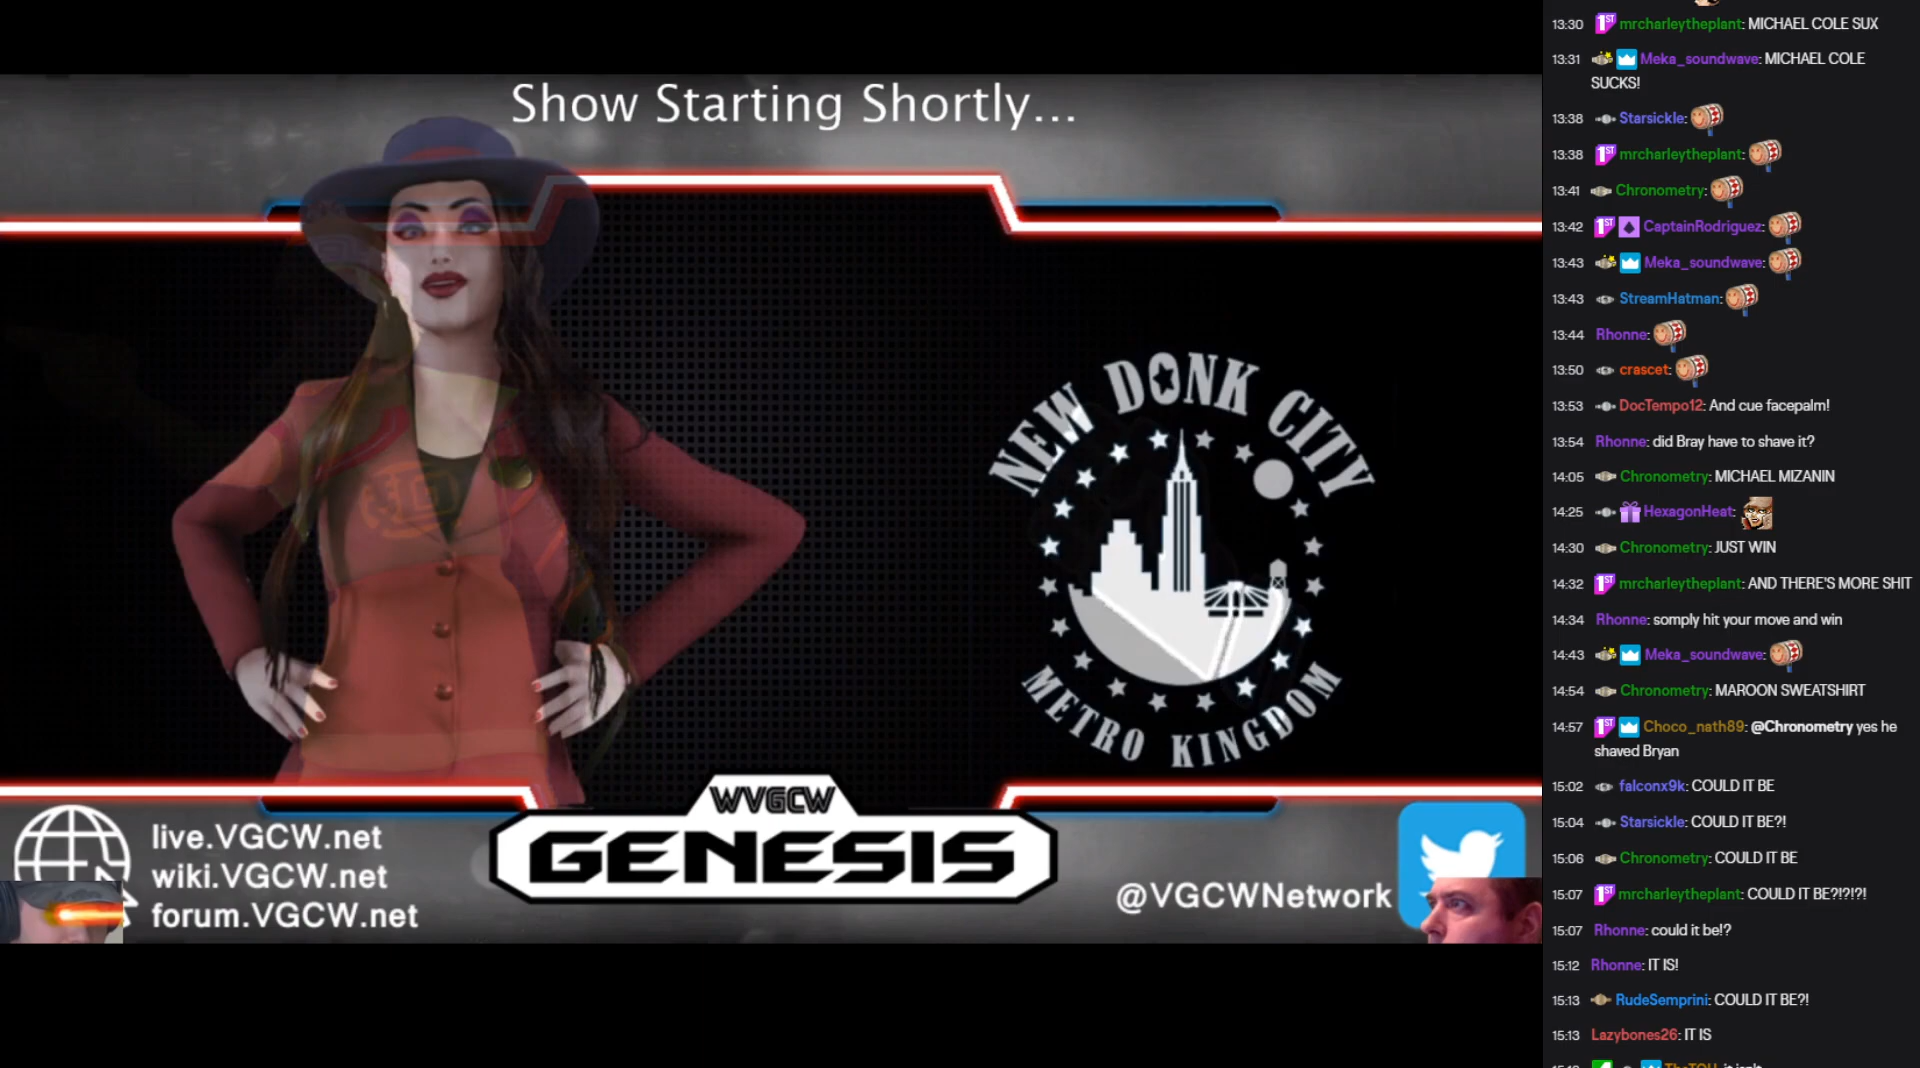 Show Starting Shortly...
NEW DONK CITY
METRO KINGDOM
WVGCW
GENESIS
live.VGCW.net
wiki.VGCW.net
forum.VGCW.net
@VGCWNetwork
13:30 1ST mrcharleytheplant: MICHAEL COLE SUX
13:31 Meka_soundwave: MICHAEL COLE
SUCKS!
13:38 Starsickle:
13:38 1ST mrcharleytheplant:
13:41 Chronometry:
13:42 1ST CaptainRodriguez:
13:43 Meka_soundwave:
13:43 StreamHatman:
13:44 Rhonne:
13:50 crascet:
13:53 DocTempo12: And cue facepalm!
13:54 Rhonne: did Bray have to shave it?
14:05 Chronometry: MICHAEL MIZANIN
14:25 HexagonHeat:
14:30 Chronometry: JUST WIN
14:32 1ST mrcharleytheplant: AND THERE'S MORE SHIT
14:34 Rhonne: somply hit your move and win
14:43 Meka_soundwave:
14:54 Chronometry: MAROON SWEATSHIRT
14:57 1ST Choco_nath89: @Chronometry yes he
shaved Bryan
15:02 falconx9k: COULD IT BE
15:04 Starsickle: COULD IT BE?!
15:06 Chronometry: COULD IT BE
15:07 1ST mrcharleytheplant: COULD IT BE?!?!?!
15:07 Rhonne: could it be!?
15:12 Rhonne: IT IS!
15:13 RudeSemprini: COULD IT BE?!
15:13 Lazybones26: IT IS